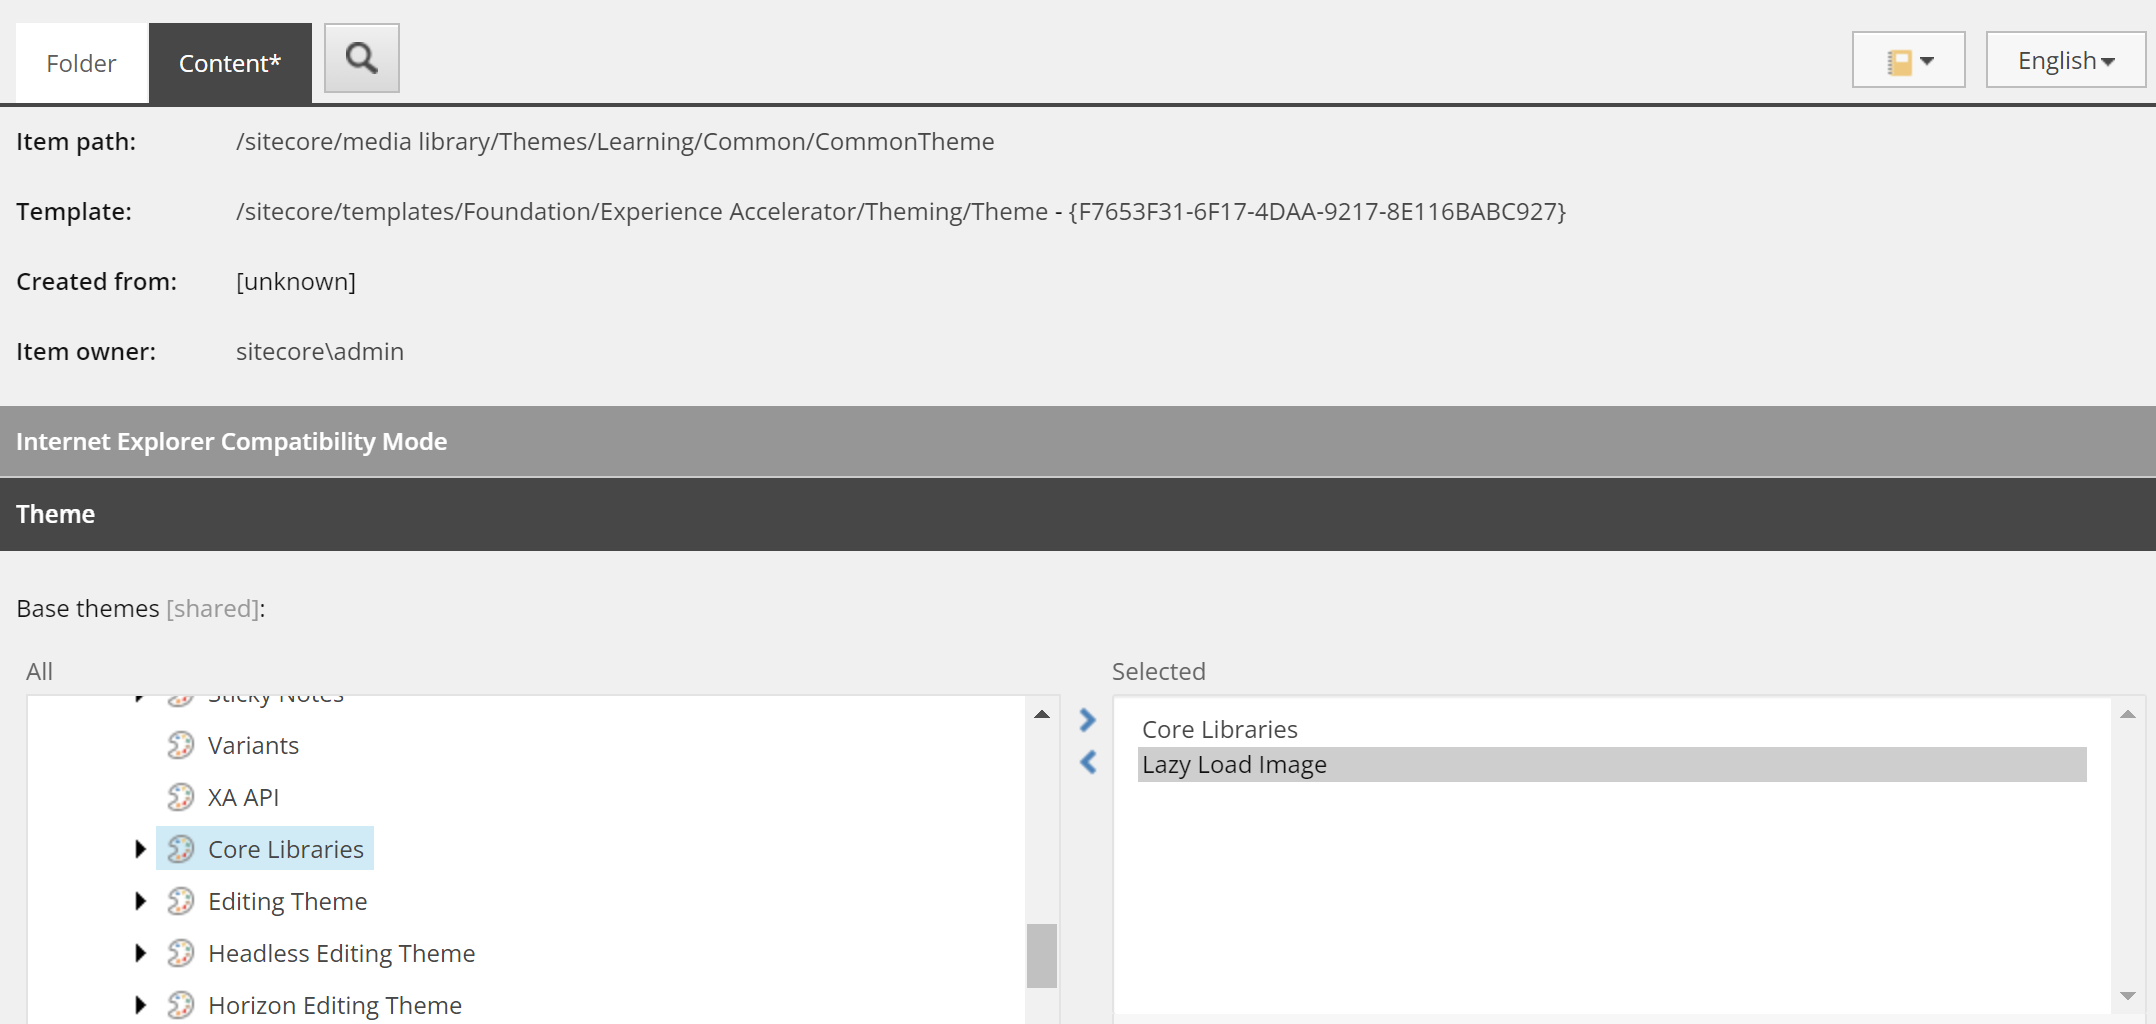 Folder
Content*
English
Item path: /sitecore/media library/Themes/Learning/Common/CommonTheme
Template: /sitecore/templates/Foundation/Experience Accelerator/Theming/Theme - {F7653F31-6F17-4DAA-9217-8E116BABC927}
Created from: [unknown]
Item owner: sitecore\admin
Internet Explorer Compatibility Mode
Theme
Base themes [shared]:
All
Sticky Notes
Variants
XA API
Core Libraries
Editing Theme
Headless Editing Theme
Horizon Editing Theme
Selected
Core Libraries
Lazy Load Image